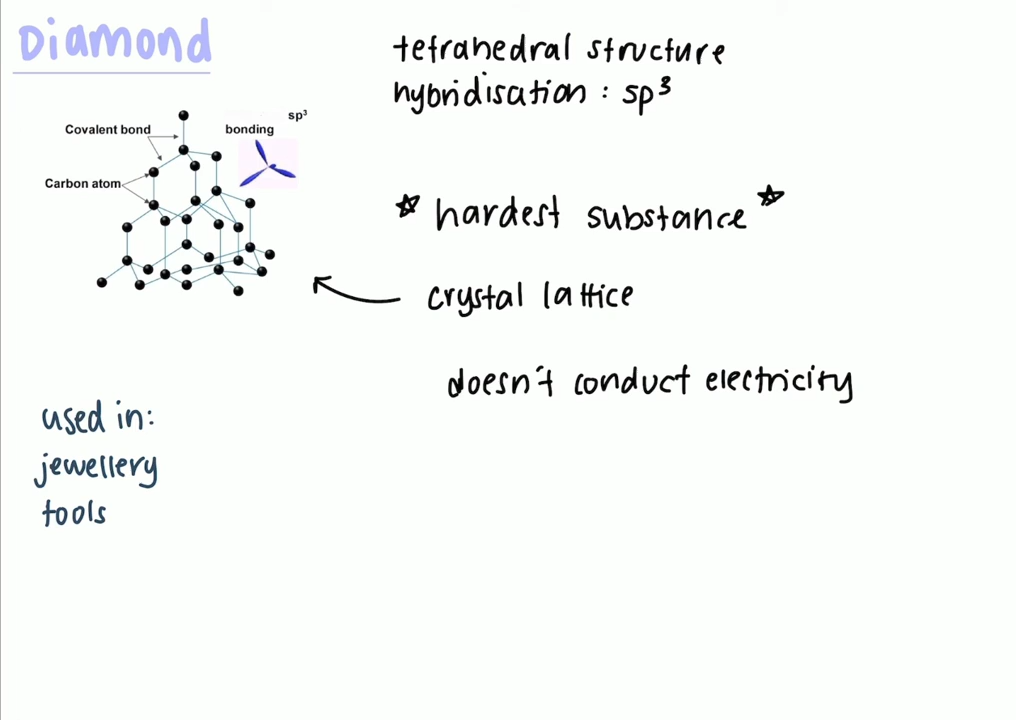 Diamond
tetrahedral structure
hybridisation : sp³
sp³
Covalent bond
bonding
Carbon atom
☆ hardest substance ☆
crystal lattice
doesn't conduct electricity
used in:
jewellery
tools